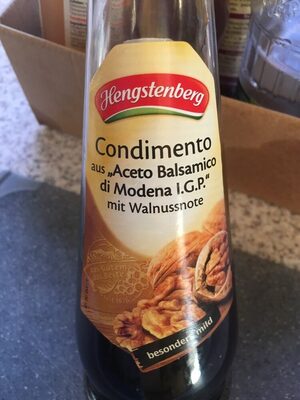 Hengstenberg
Condimento
aus „Aceto Balsamico
di Modena I.G.P.“
mit Walnussnote
besonders mild